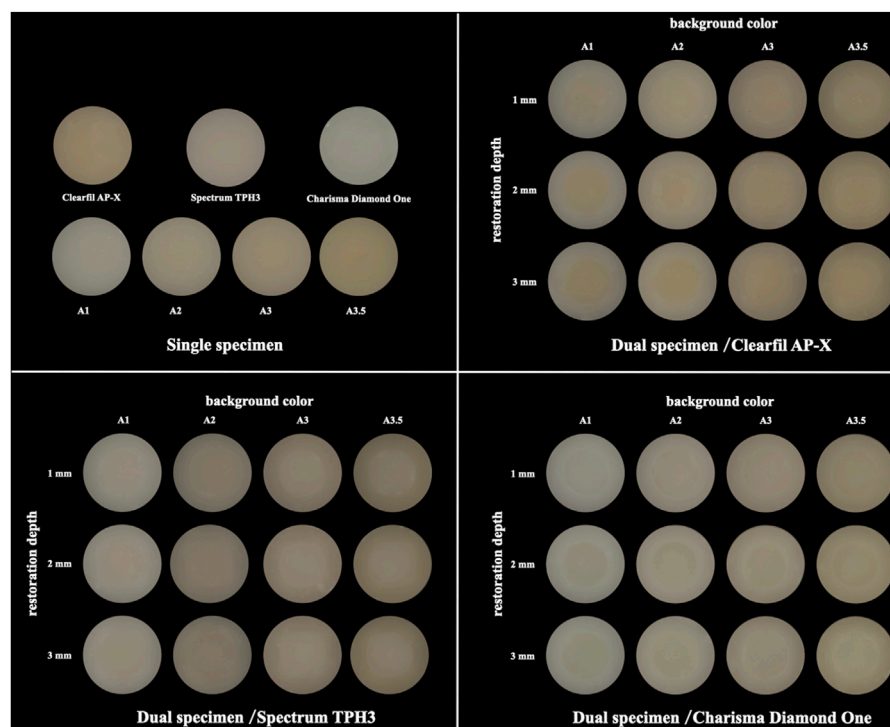 Clearfil AP-X
Spectrum TPH3
Charisma Diamond One
A1
A2
A3
A3.5
Single specimen
background color
A1
A2
A3
A3.5
restoration depth
1 mm
2 mm
3 mm
Dual specimen /Clearfil AP-X
background color
A1
A2
A3
A3.5
restoration depth
1 mm
2 mm
3 mm
Dual specimen /Spectrum TPH3
background color
A1
A2
A3
A3.5
restoration depth
1 mm
2 mm
3 mm
Dual specimen /Charisma Diamond One